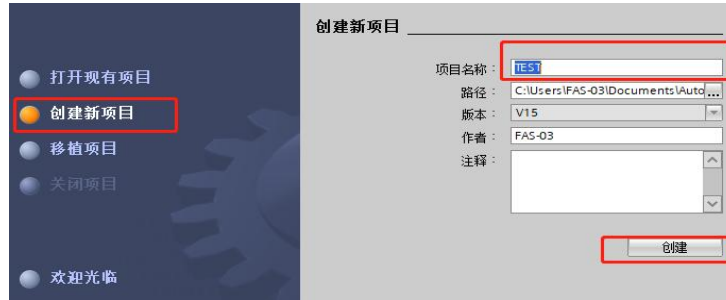 打开现有项目
创建新项目
移植项目
关闭项目
欢迎光临
创建新项目
项目名称： TEST
路径： C:\Users\FAS-03\Documents\Auto ...
版本： V15
作者： FAS-03
注释：
创建